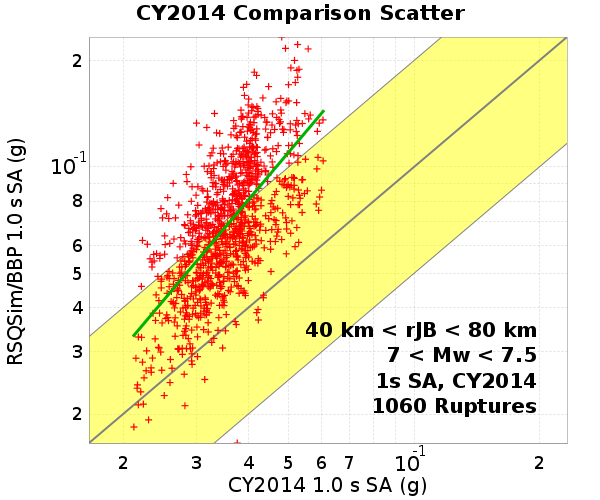 CY2014 Comparison Scatter
RSQSim/BBP 1.0 s SA (g)
2
10-1
8
6
5
4
3
2
40 km < rJB < 80 km
7 < Mw < 7.5
1s SA, CY2014
1060 Ruptures
2 3 4 5 6 7 10-1 2
CY2014 1.0 s SA (g)